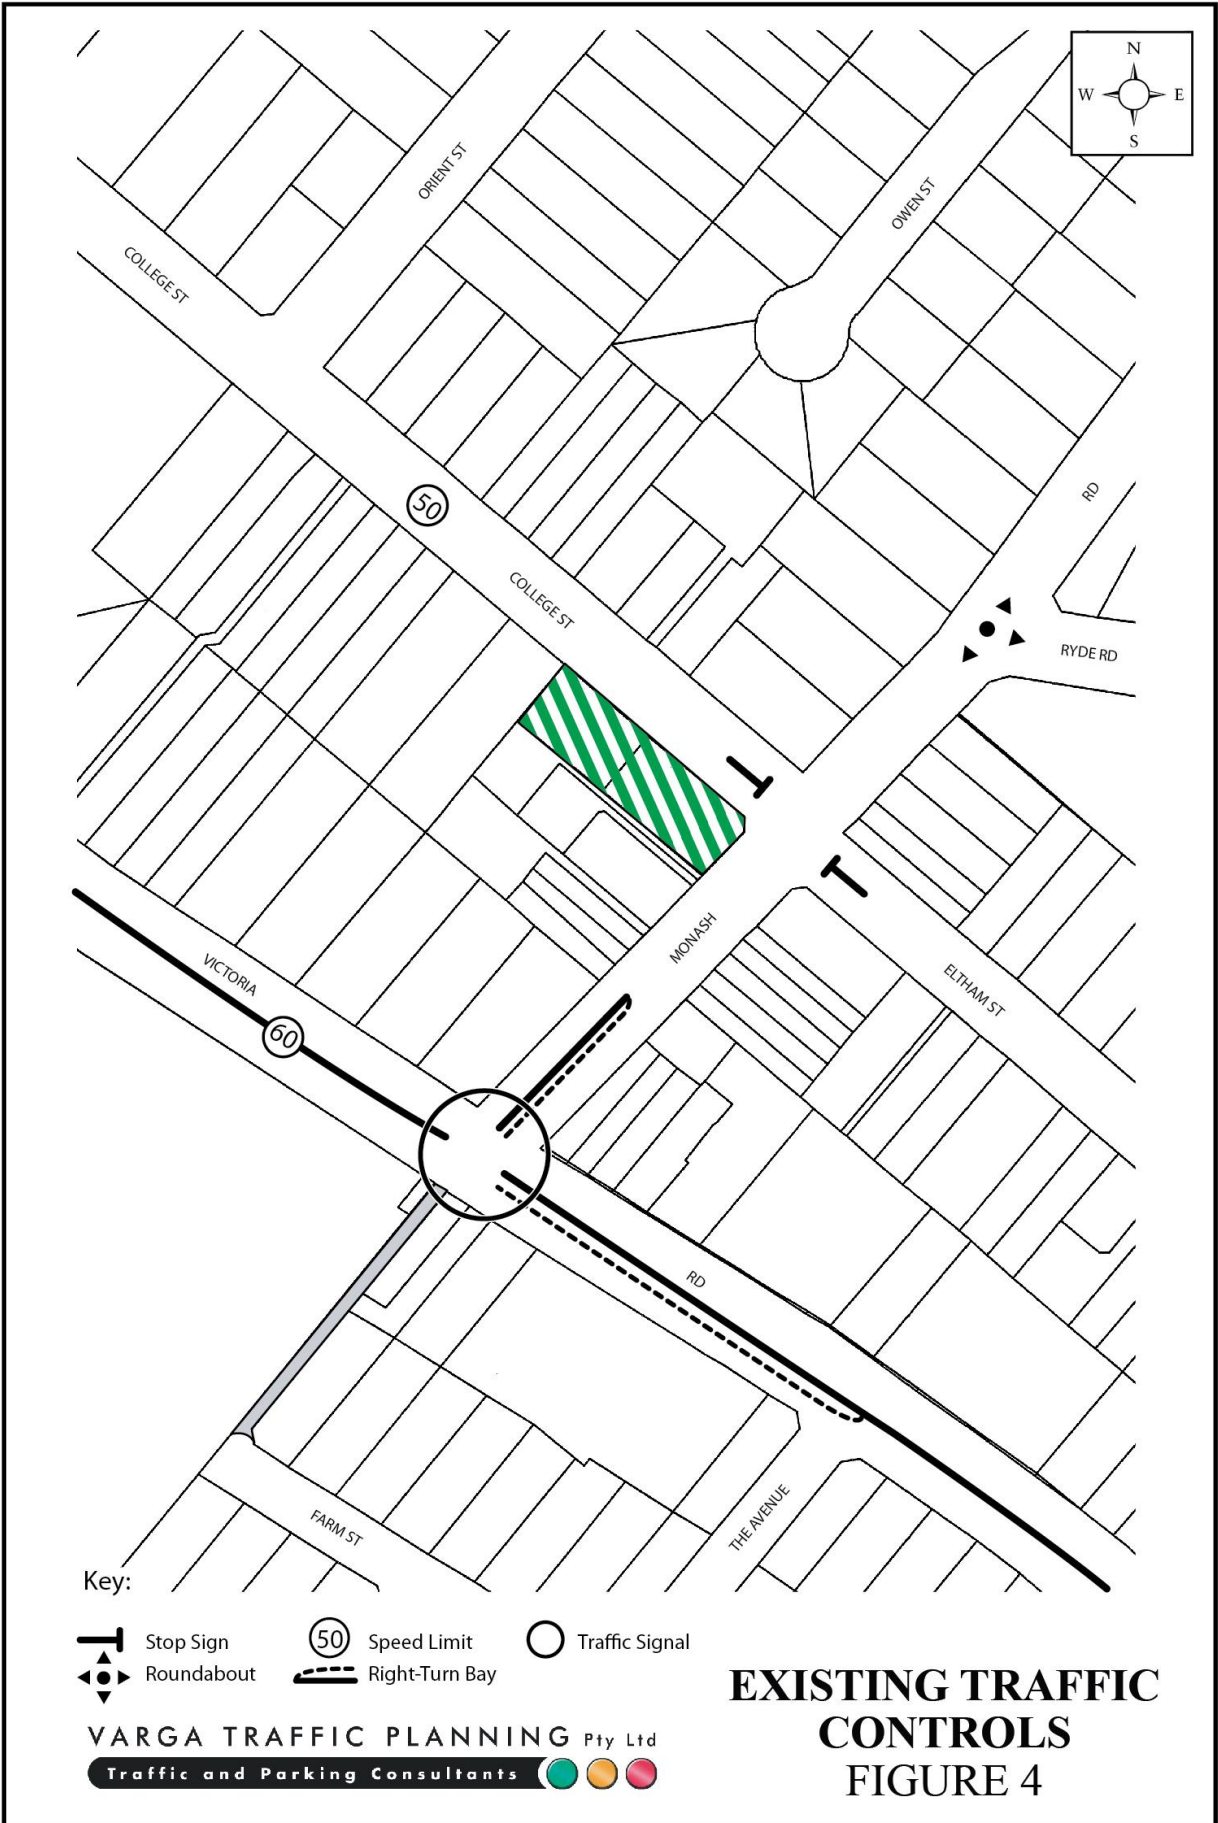 N
W E
S
ORIENT ST
OWEN ST
COLLEGE ST
50
RD
COLLEGE ST
RYDE RD
MONASH
VICTORIA
ELTHAM ST
60
RD
THE AVENUE
FARM ST
Key:
Stop Sign
50
Speed Limit
Traffic Signal
Roundabout
Right-Turn Bay
EXISTING TRAFFIC
CONTROLS
FIGURE 4
VARGA TRAFFIC PLANNING Pty Ltd
Traffic and Parking Consultants